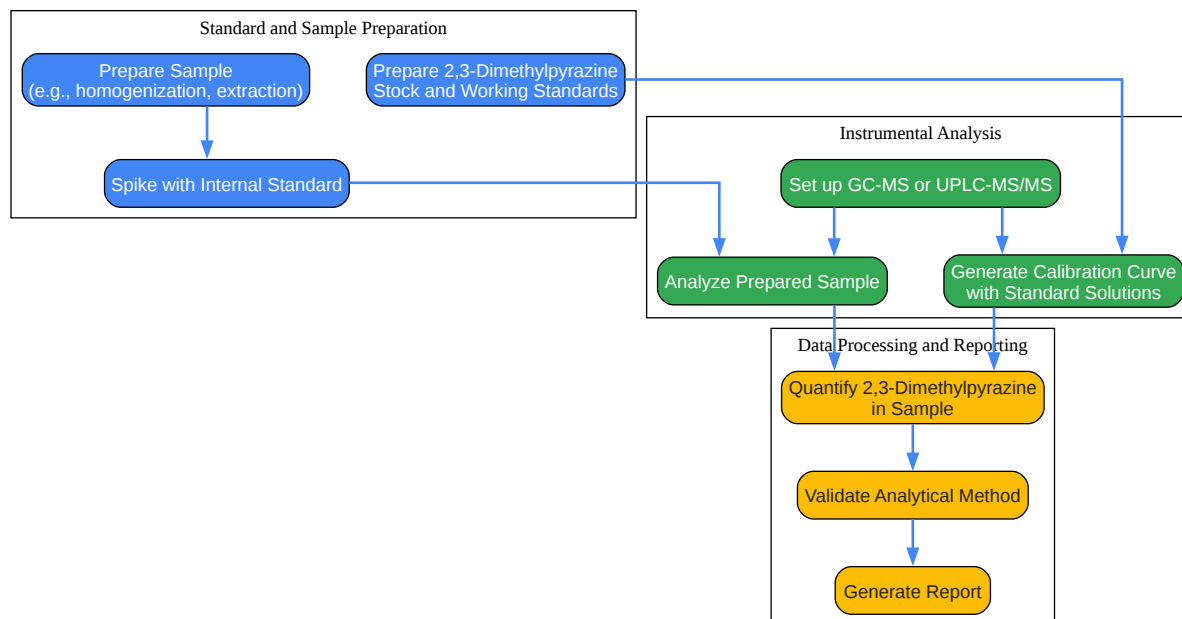 Standard and Sample Preparation
Prepare Sample
(e.g., homogenization, extraction)
Prepare 2,3-Dimethylpyrazine
Stock and Working Standards
Spike with Internal Standard
Instrumental Analysis
Set up GC-MS or UPLC-MS/MS
Analyze Prepared Sample
Generate Calibration Curve
with Standard Solutions
Data Processing and Reporting
Quantify 2,3-Dimethylpyrazine
in Sample
Validate Analytical Method
Generate Report